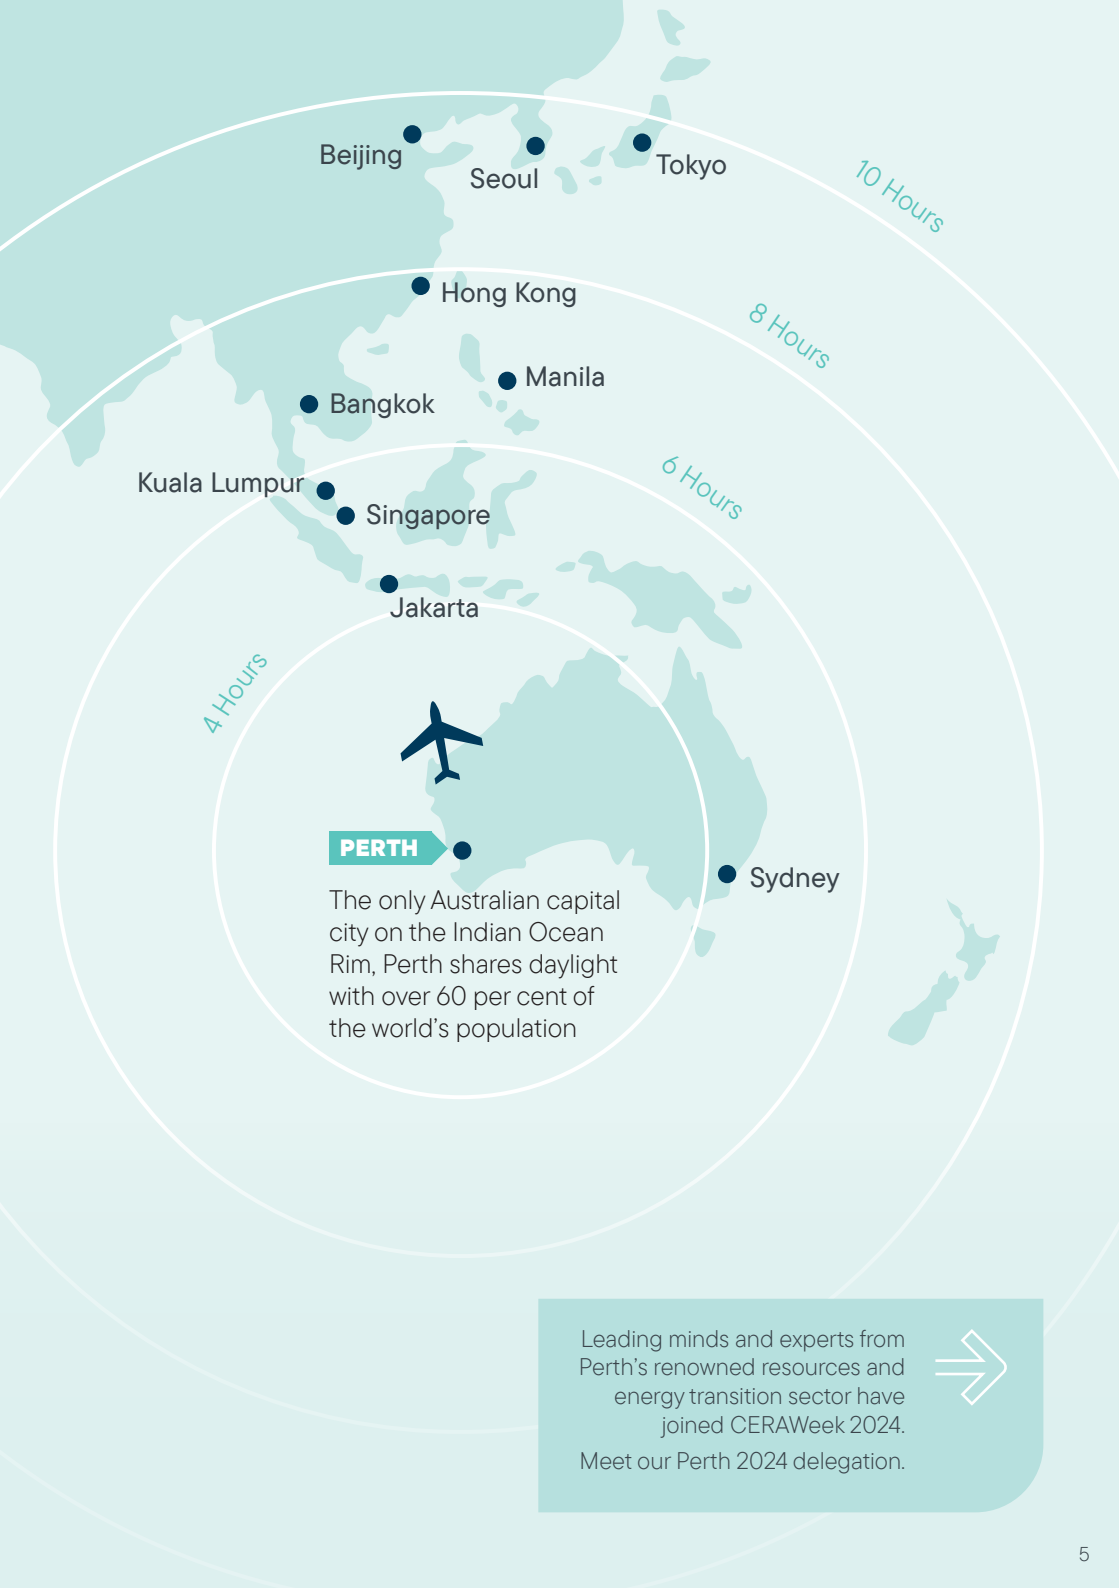 Beijing
Seoul
Tokyo
10 Hours
Hong Kong
8 Hours
Manila
Bangkok
6 Hours
Kuala Lumpur
Singapore
Jakarta
4 Hours
PERTH
Sydney
The only Australian capital
city on the Indian Ocean
Rim, Perth shares daylight
with over 60 per cent of
the world’s population
Leading minds and experts from
Perth’s renowned resources and
energy transition sector have
joined CERAWeek 2024.
Meet our Perth 2024 delegation.
5